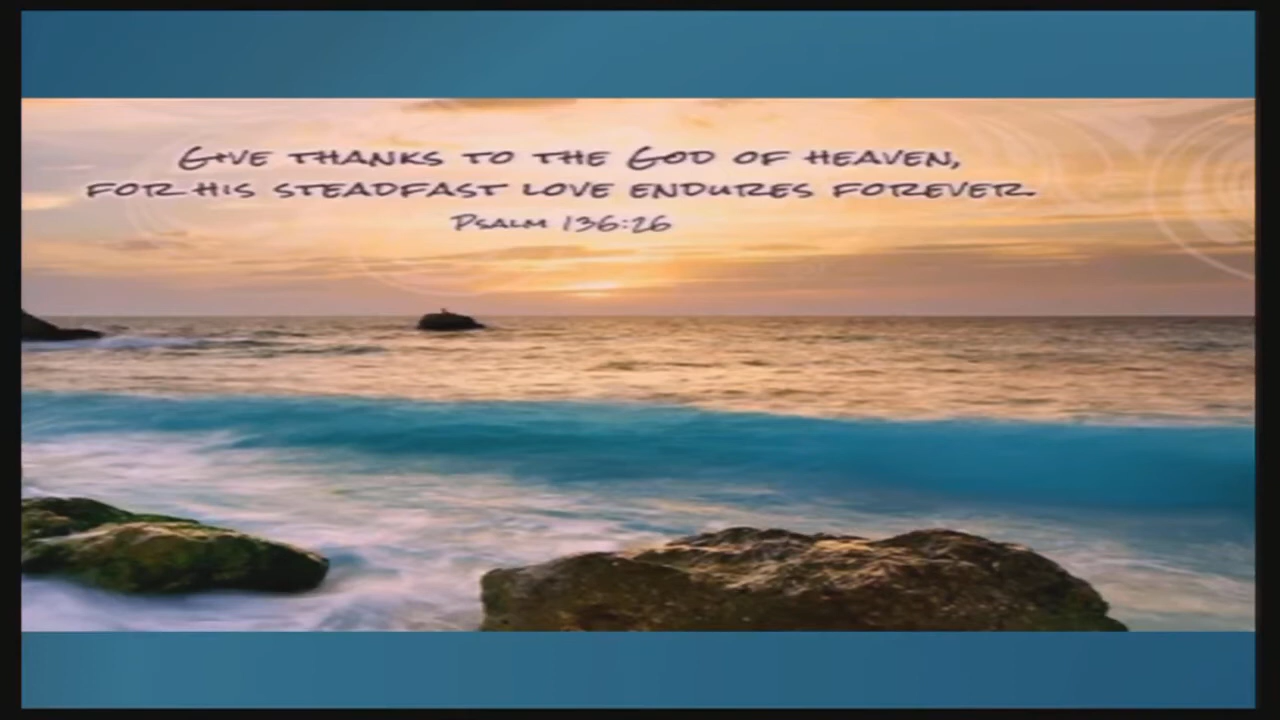 Give thanks to the God of heaven,
for His steadfast love endures forever.
Psalm 136:26